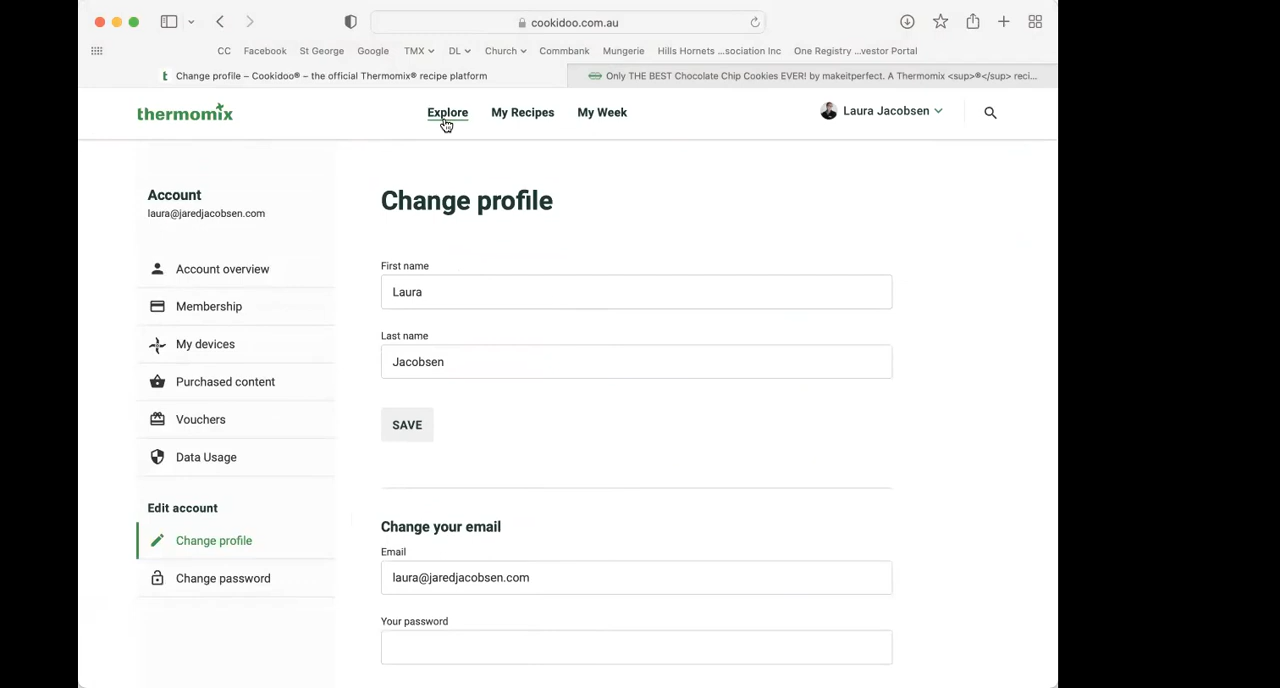 cookidoo.com.au
CC Facebook St George Google TMX DL Church Commbank Mungerie Hills Hornets ...sociation Inc One Registry ...vestor Portal
Change profile – Cookidoo® – the official Thermomix® recipe platform
Only THE BEST Chocolate Chip Cookies EVER! by makeitperfect. A Thermomix <sup>®</sup> reci...
thermomix
Explore My Recipes My Week
Laura Jacobsen
Account
laura@jaredjacobsen.com
Account overview
Membership
My devices
Purchased content
Vouchers
Data Usage
Edit account
Change profile
Change password
Change profile
First name
Laura
Last name
Jacobsen
SAVE
Change your email
Email
laura@jaredjacobsen.com
Your password